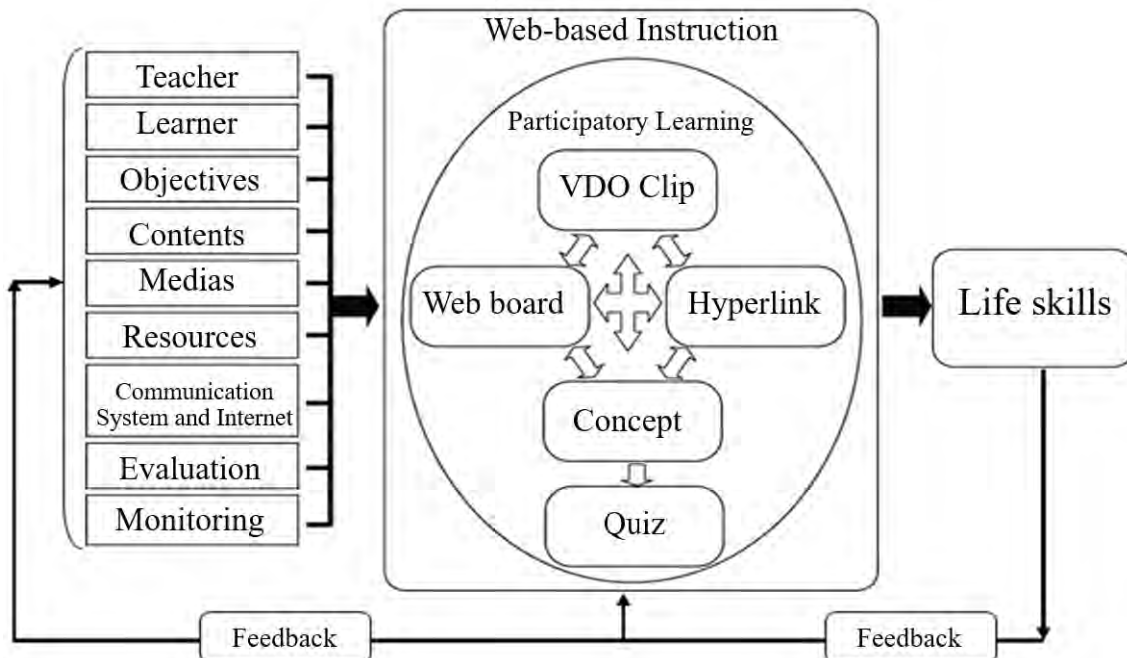 Web-based Instruction
Teacher
Learner
Objectives
Contents
Medias
Resources
Communication
System and Internet
Evaluation
Monitoring
Participatory Learning
VDO Clip
Web board
Hyperlink
Concept
Quiz
Life skills
Feedback
Feedback